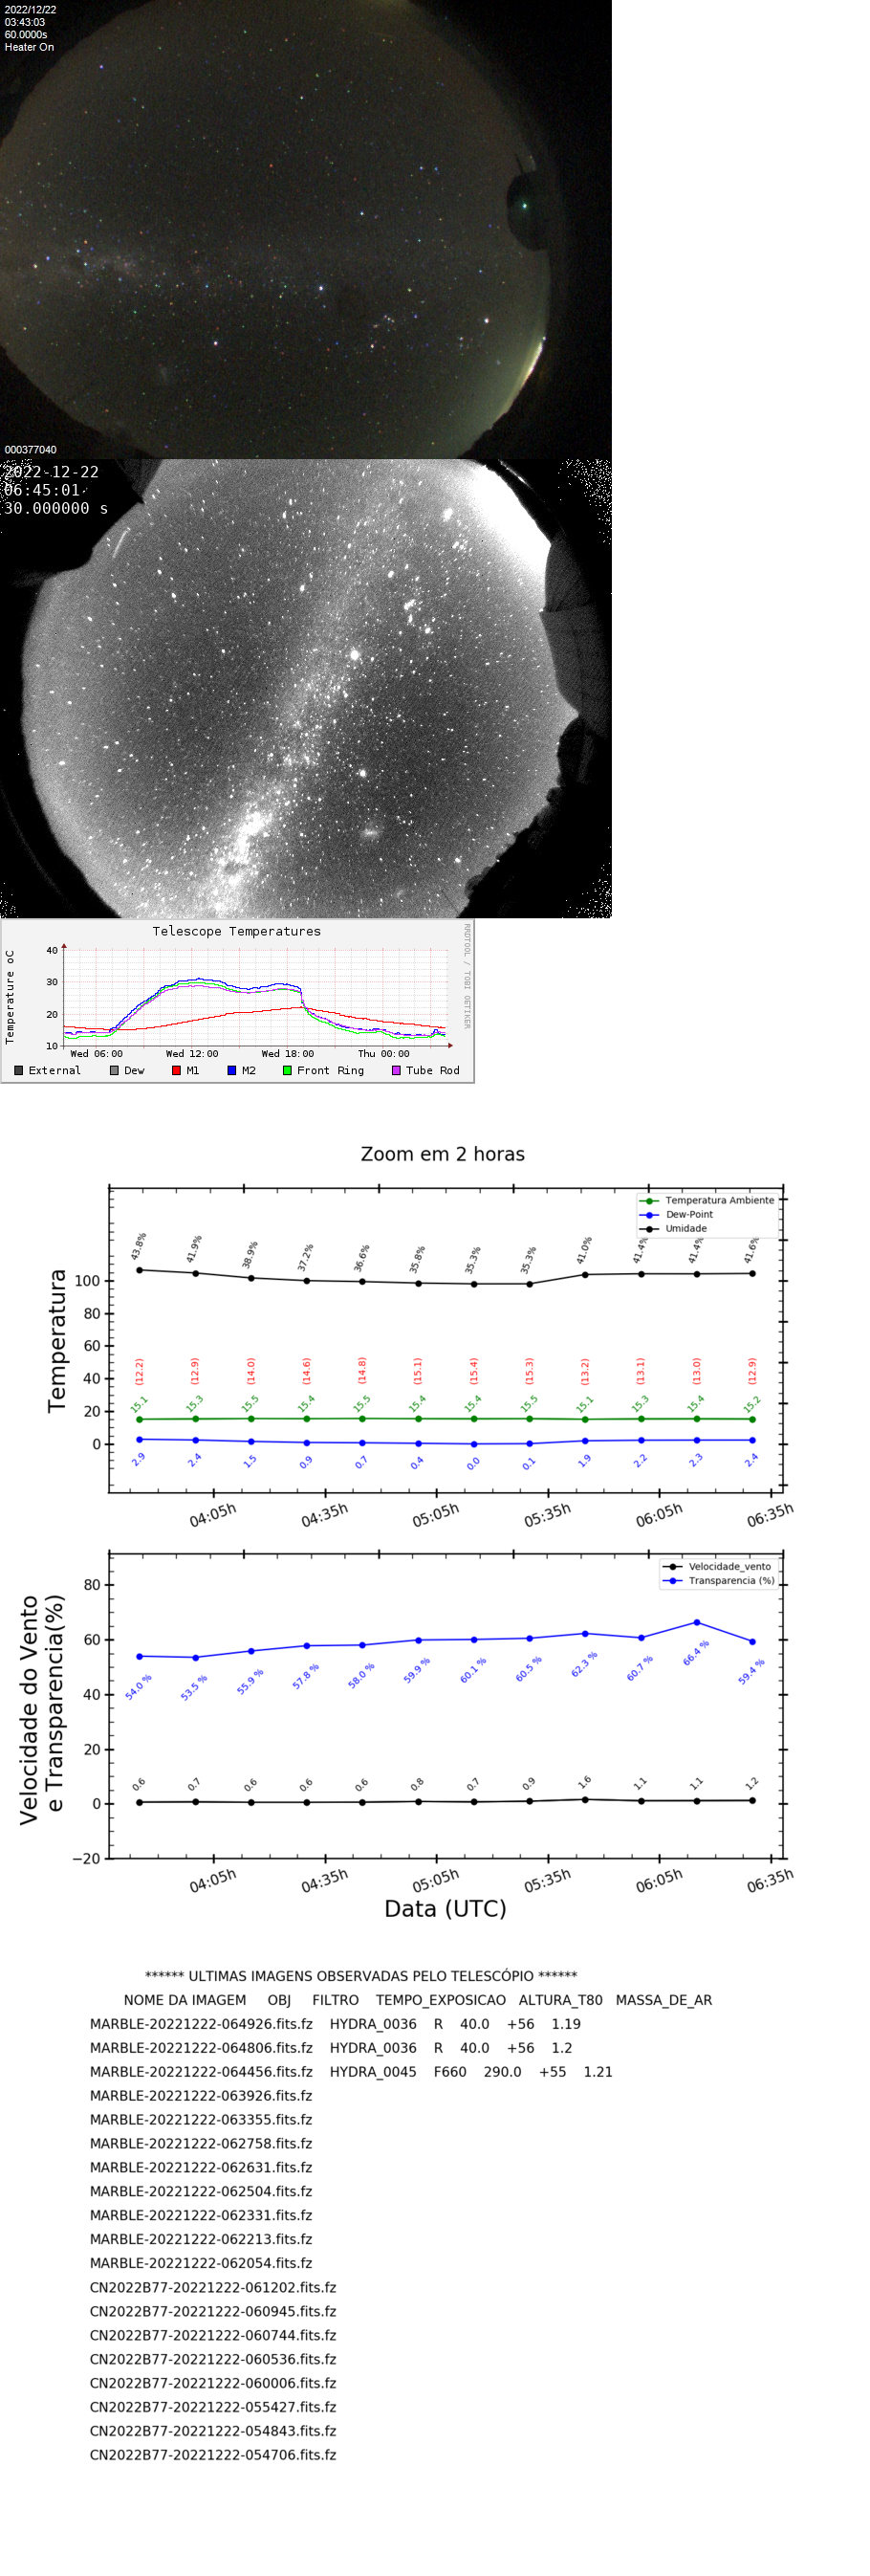 2022/12/22
03:43:03
60.0000s
Heater On
000377040
2022-12-22
06:45:01
30.000000 s
Telescope Temperatures
RRDTOOL / TOBI OETIKER
Temperature oC
40
30
20
10
Wed 06:00 Wed 12:00 Wed 18:00 Thu 00:00
External Dew M1 M2 Front Ring Tube Rod
Zoom em 2 horas
Temperatura Ambiente
Dew-Point
Umidade
Temperatura
100
80
60
40
20
0
43.8% 41.9% 38.9% 37.2% 36.6% 35.8% 35.3% 35.3% 41.0% 41.4% 41.4% 41.6%
(12.2) (12.9) (14.0) (14.6) (14.8) (15.1) (15.4) (15.3) (13.2) (13.1) (13.0) (12.9)
15.1 15.3 15.5 15.4 15.5 15.4 15.4 15.5 15.1 15.3 15.4 15.2
2.9 2.4 1.5 0.9 0.7 0.4 0.0 0.1 1.9 2.2 2.3 2.4
04:05h 04:35h 05:05h 05:35h 06:05h 06:35h
Velocidade_vento
Transparencia (%)
Velocidade do Vento
e Transparencia(%)
80
60
40
20
0
−20
54.0 % 53.5 % 55.9 % 57.8 % 58.0 % 59.9 % 60.1 % 60.5 % 62.3 % 60.7 % 66.4 % 59.4 %
0.6 0.7 0.6 0.6 0.6 0.8 0.7 0.9 1.6 1.1 1.1 1.2
04:05h 04:35h 05:05h 05:35h 06:05h 06:35h
Data (UTC)
****** ULTIMAS IMAGENS OBSERVADAS PELO TELESCÓPIO ******
NOME DA IMAGEM OBJ FILTRO TEMPO_EXPOSICAO ALTURA_T80 MASSA_DE_AR
MARBLE-20221222-064926.fits.fz HYDRA_0036 R 40.0 +56 1.19
MARBLE-20221222-064806.fits.fz HYDRA_0036 R 40.0 +56 1.2
MARBLE-20221222-064456.fits.fz HYDRA_0045 F660 290.0 +55 1.21
MARBLE-20221222-063926.fits.fz
MARBLE-20221222-063355.fits.fz
MARBLE-20221222-062758.fits.fz
MARBLE-20221222-062631.fits.fz
MARBLE-20221222-062504.fits.fz
MARBLE-20221222-062331.fits.fz
MARBLE-20221222-062213.fits.fz
MARBLE-20221222-062054.fits.fz
CN2022B77-20221222-061202.fits.fz
CN2022B77-20221222-060945.fits.fz
CN2022B77-20221222-060744.fits.fz
CN2022B77-20221222-060536.fits.fz
CN2022B77-20221222-060006.fits.fz
CN2022B77-20221222-055427.fits.fz
CN2022B77-20221222-054843.fits.fz
CN2022B77-20221222-054706.fits.fz